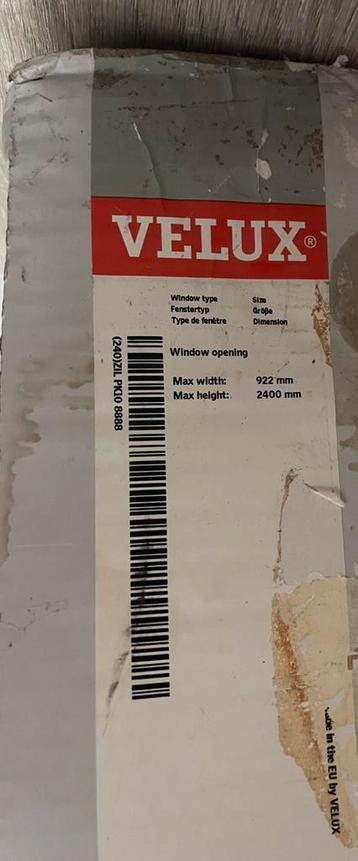 VELUX®
Window type Size
Fenstertyp Größe
Type de fenêtre Dimension
Window opening
Max width: 922 mm
Max height: 2400 mm
(240)ZIL PK10 8888
in the EU by VELUX